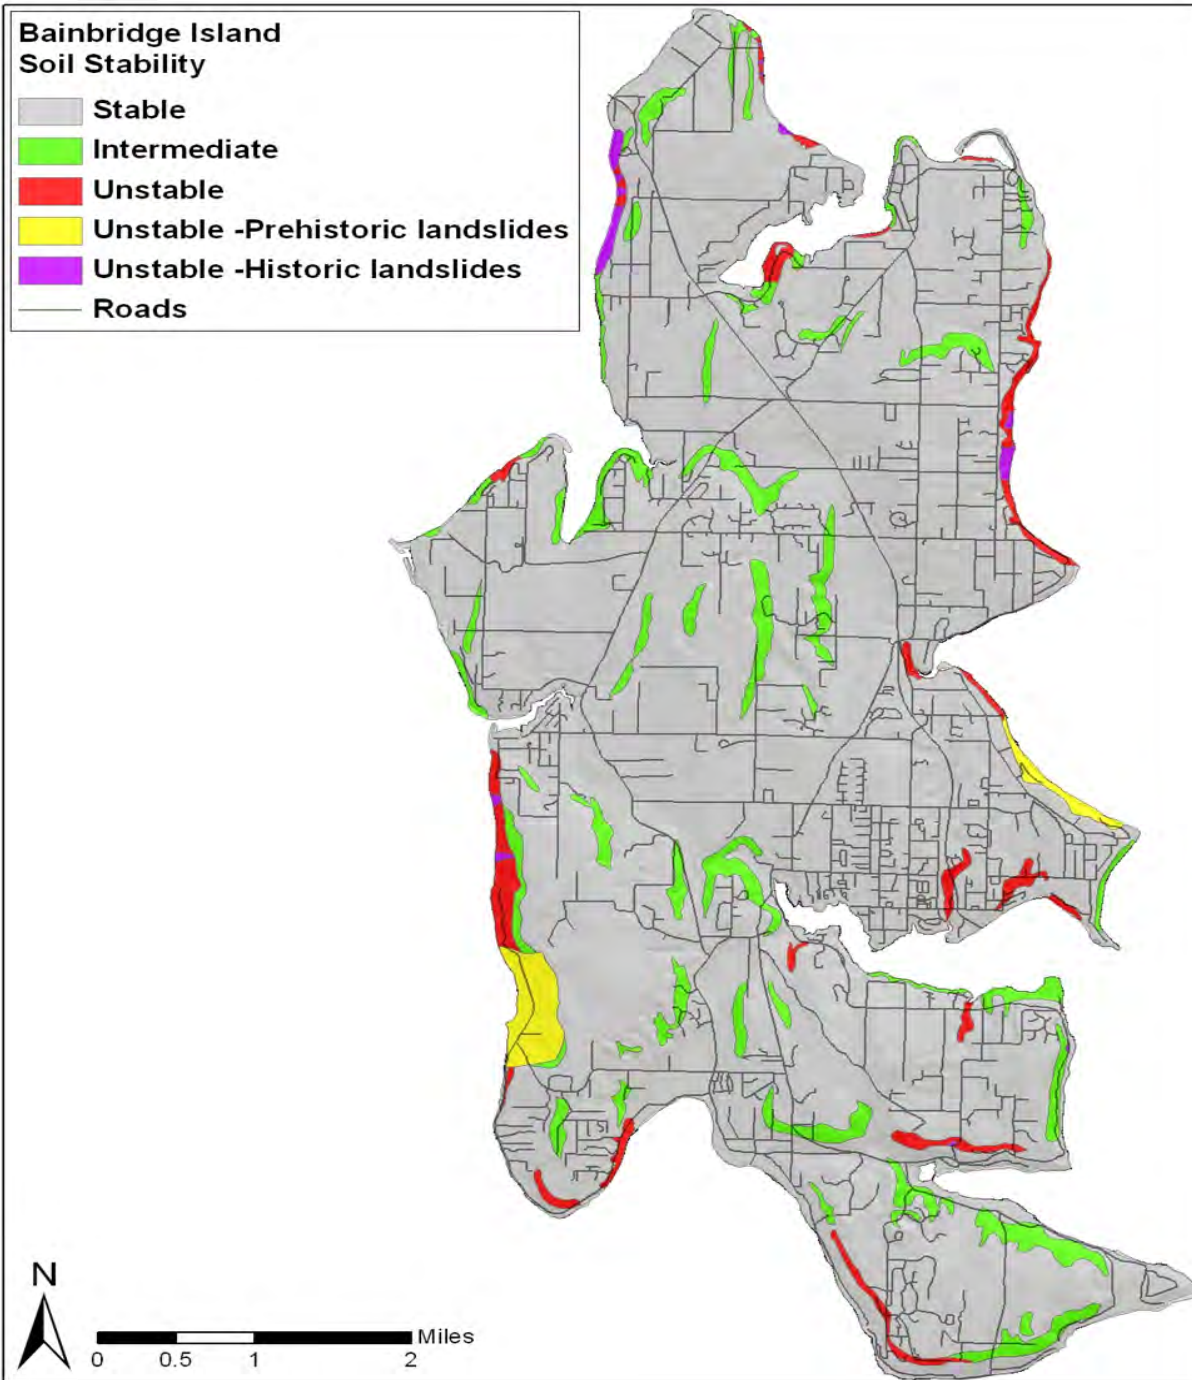 Bainbridge Island
Soil Stability
Stable
Intermediate
Unstable
Unstable -Prehistoric landslides
Unstable -Historic landslides
Roads
N
Miles
0 0.5 1 2